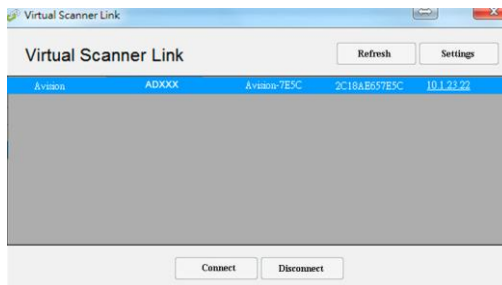 Virtual Scanner Link
Virtual Scanner Link Refresh Settings
Avision ADXXX Avision-7E5C 2C18AE657E5C 10.1.23.22
Connect Disconnect